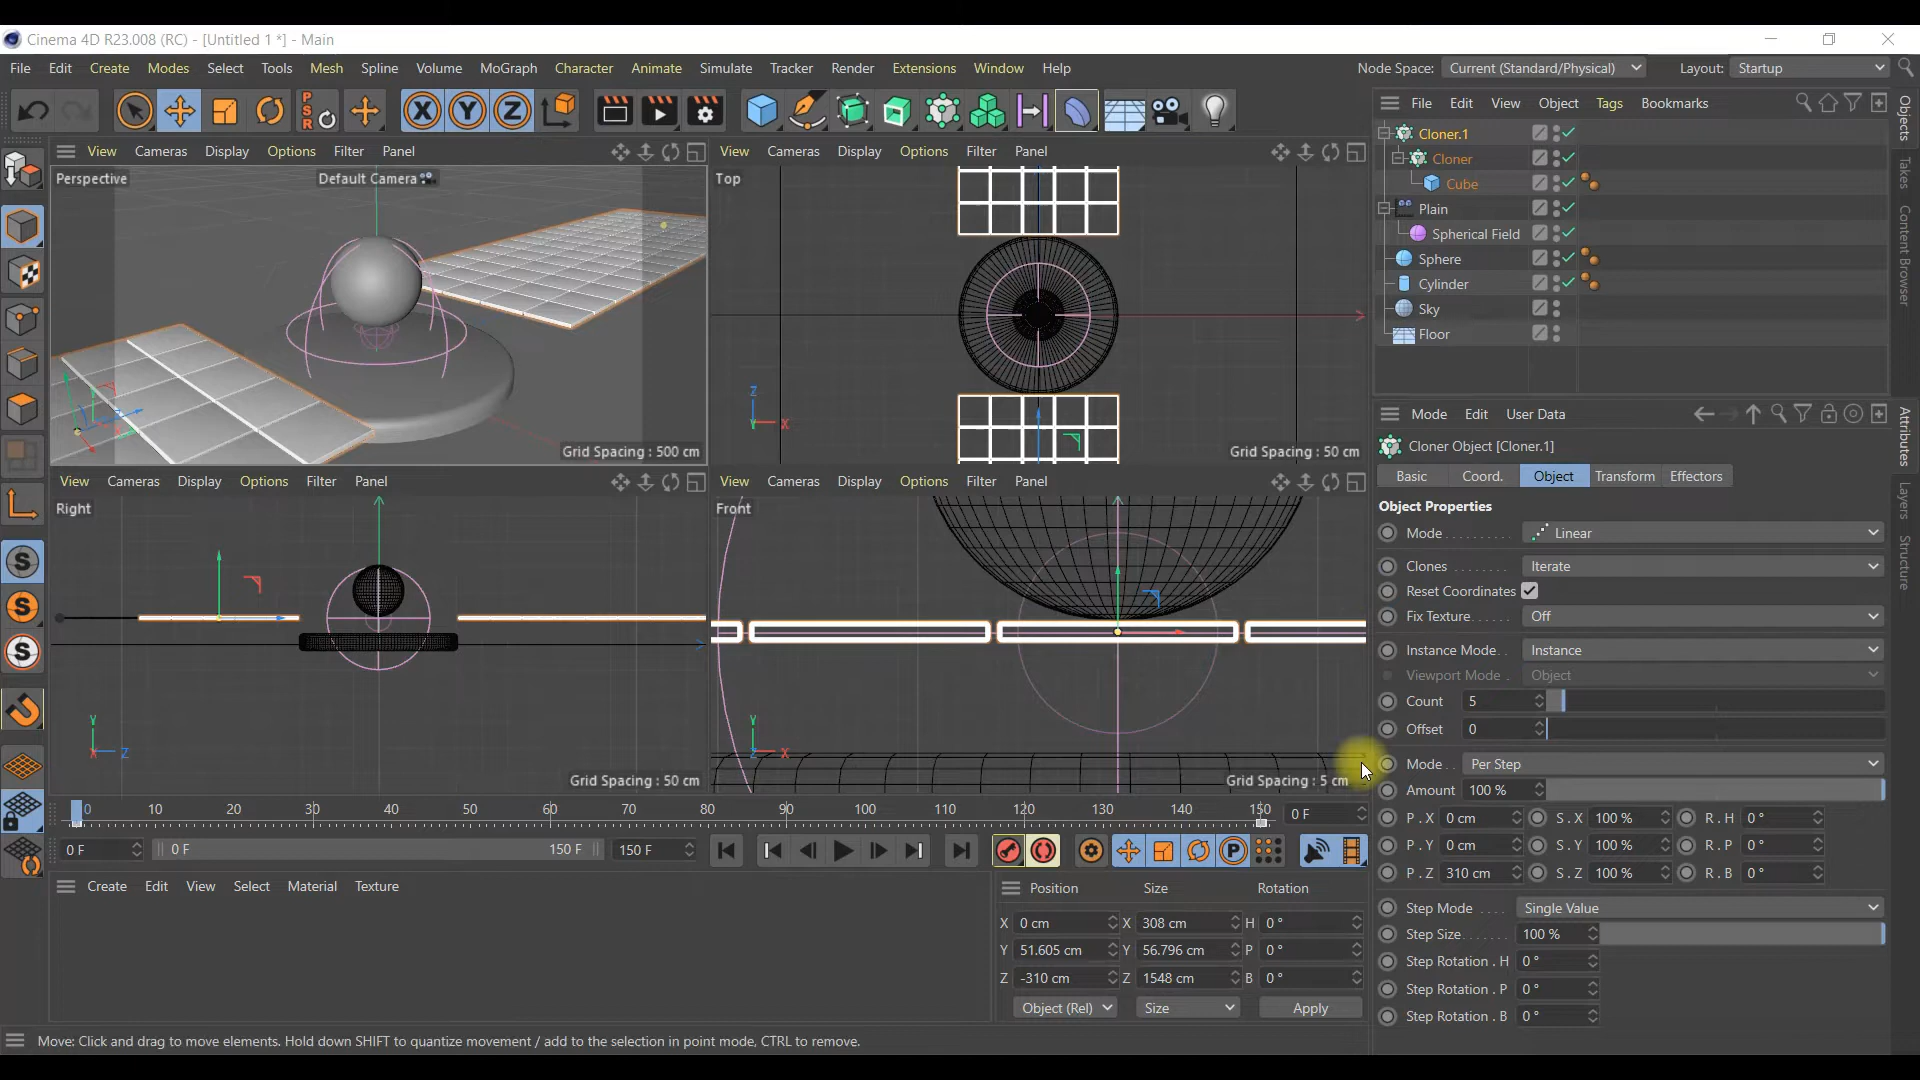 Cinema 4D R23.008 (RC) - [Untitled 1 *] - Main
File Edit Create Modes Select Tools Mesh Spline Volume MoGraph Character Animate Simulate Tracker Render Extensions Window Help
Node Space: Current (Standard/Physical) Layout: Startup
File Edit View Object Tags Bookmarks
View Cameras Display Options Filter Panel
View Cameras Display Options Filter Panel
Perspective Default Camera
Grid Spacing : 500 cm
Top
Grid Spacing : 50 cm
View Cameras Display Options Filter Panel
View Cameras Display Options Filter Panel
Right
Y
X Z
Grid Spacing : 50 cm
Front
Y
Z X
Grid Spacing : 5 cm
Z
Y X
Cloner.1
Cloner
Cube
Plain
Spherical Field
Sphere
Cylinder
Sky
Floor
Objects
Takes
Content Browser
Attributes
Layers
Structure
Mode Edit User Data
Cloner Object [Cloner.1]
Basic Coord. Object Transform Effectors
Object Properties
Mode . . . . . . . . . . Linear
Clones . . . . . . . . Iterate
Reset Coordinates
Fix Texture. . . . . Off
Instance Mode. . Instance
Viewport Mode . Object
Count 5
Offset 0
Mode . . Per Step
Amount 100 %
P . X 0 cm S . X 100 % R . H 0 °
P . Y 0 cm S . Y 100 % R . P 0 °
P . Z 310 cm S . Z 100 % R . B 0 °
Step Mode . . . . Single Value
Step Size. . . . . . . 100 %
Step Rotation . H 0 °
Step Rotation . P 0 °
Step Rotation . B 0 °
0 10 20 30 40 50 60 70 80 90 100 110 120 130 140 150 0 F
0 F 0 F 150 F 150 F
Create Edit View Select Material Texture
Position Size Rotation
X 0 cm X 308 cm H 0 °
Y 51.605 cm Y 56.796 cm P 0 °
Z -310 cm Z 1548 cm B 0 °
Object (Rel) Size Apply
Move: Click and drag to move elements. Hold down SHIFT to quantize movement / add to the selection in point mode, CTRL to remove.